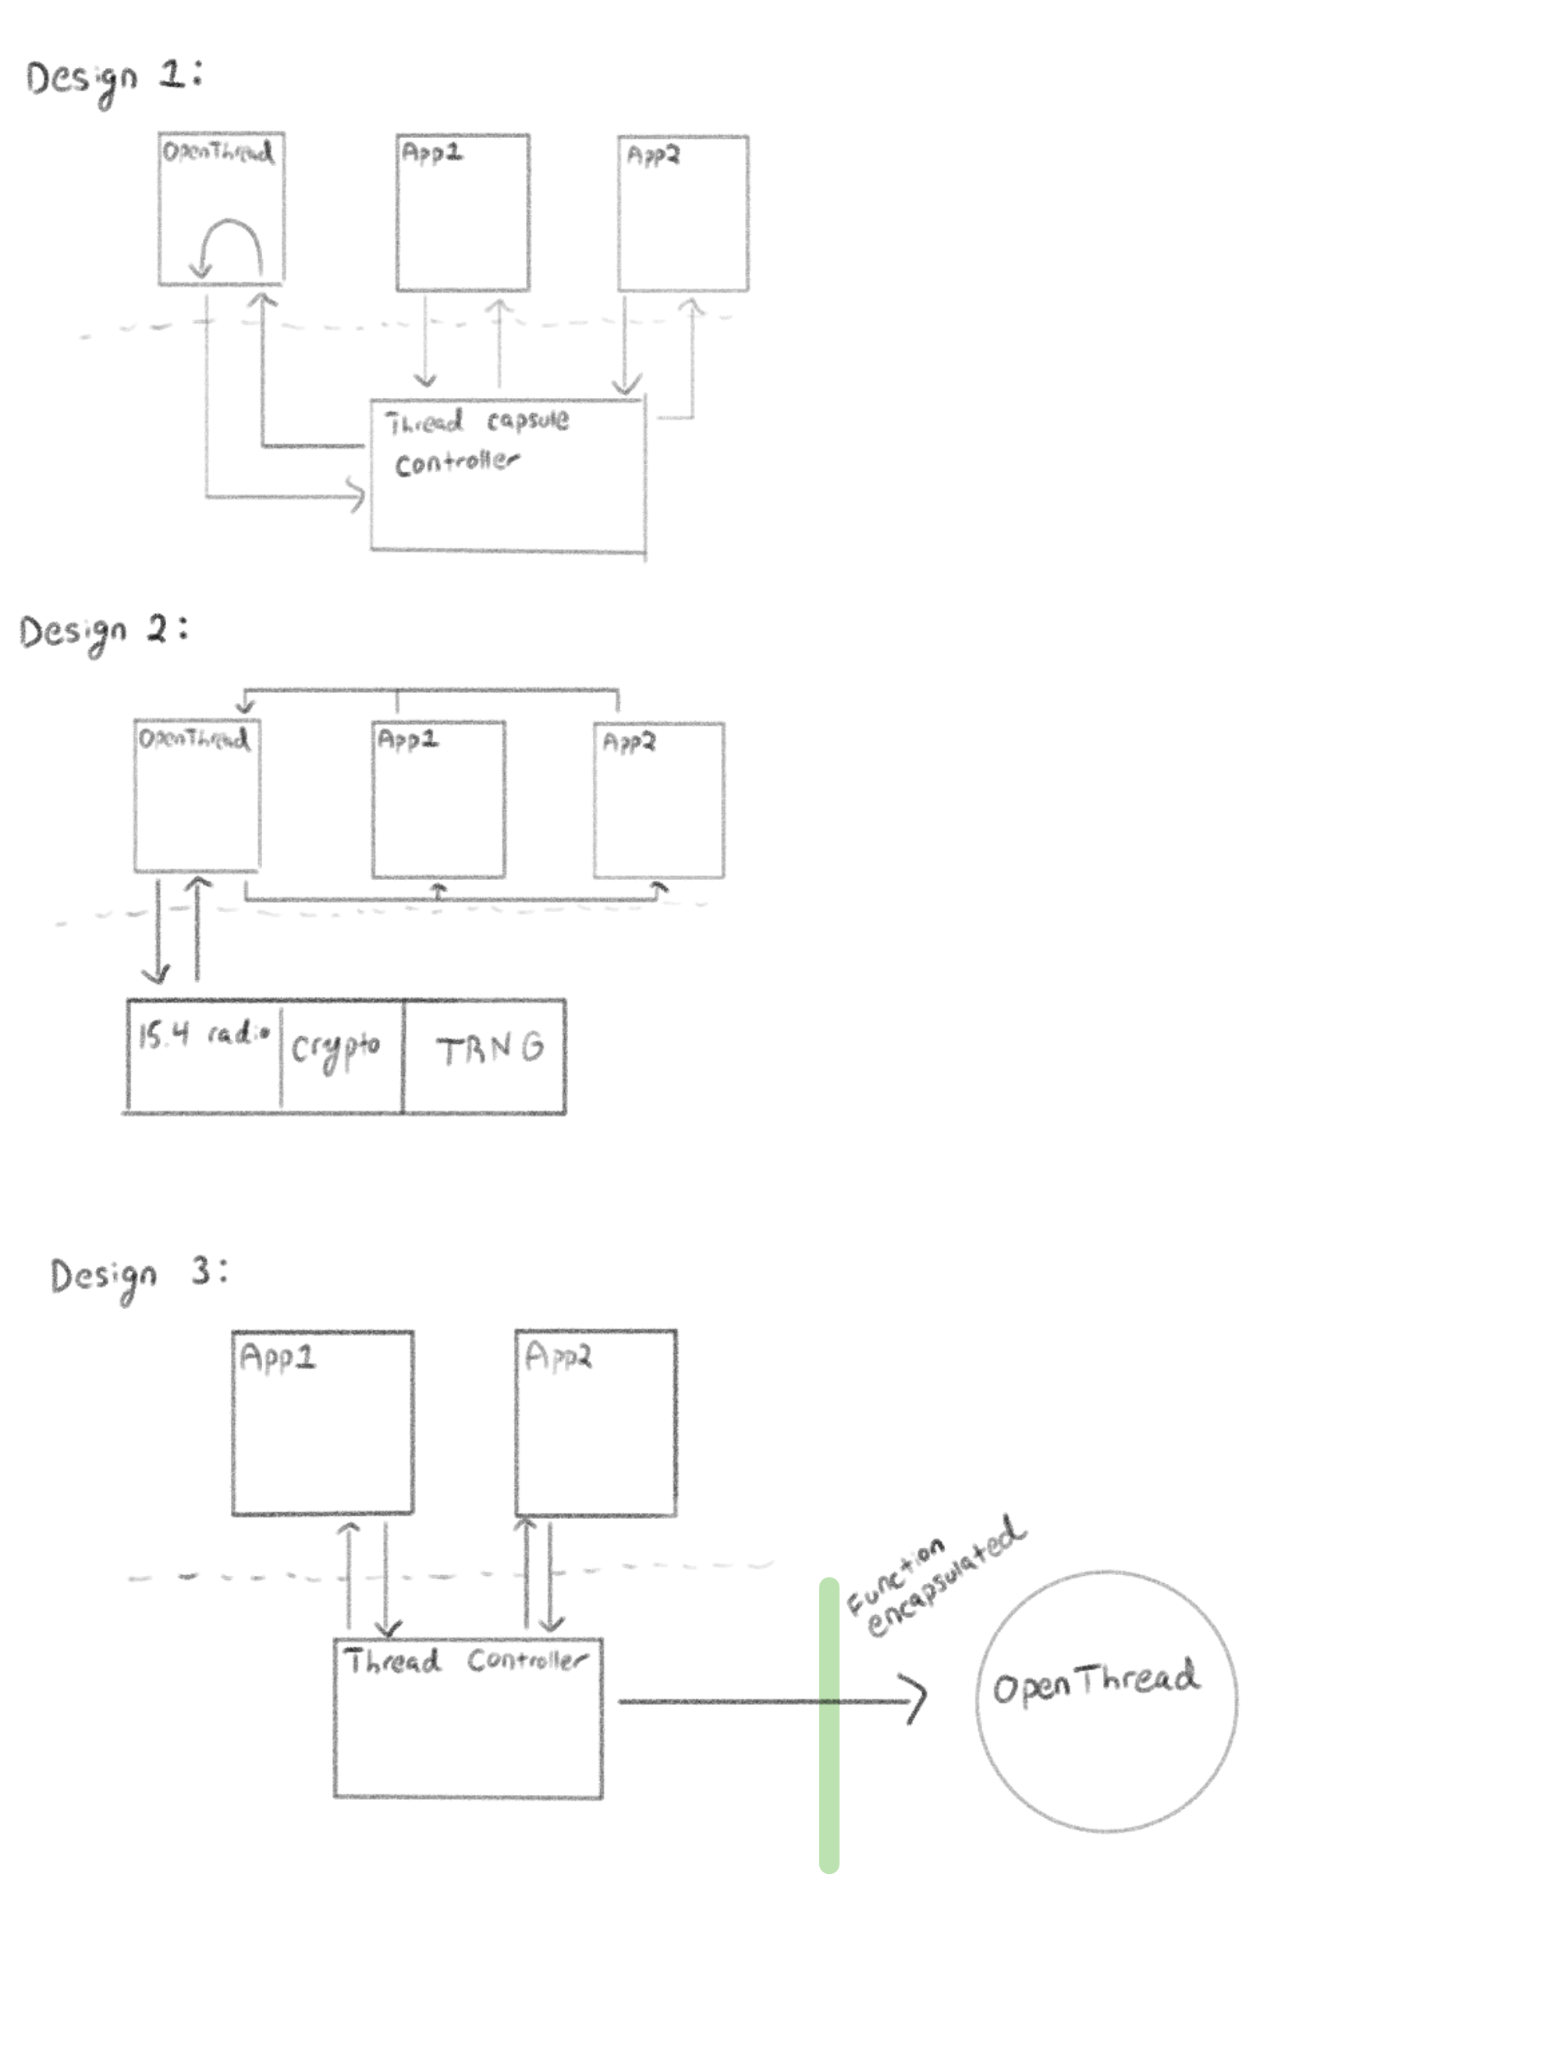 Design 1:
OpenThread
App1
App2
Thread capsule
controller
Design 2:
OpenThread
App1
App2
15.4 radio
Crypto
TRNG
Design 3:
App1
App2
Function
encapsulated
Thread Controller
OpenThread